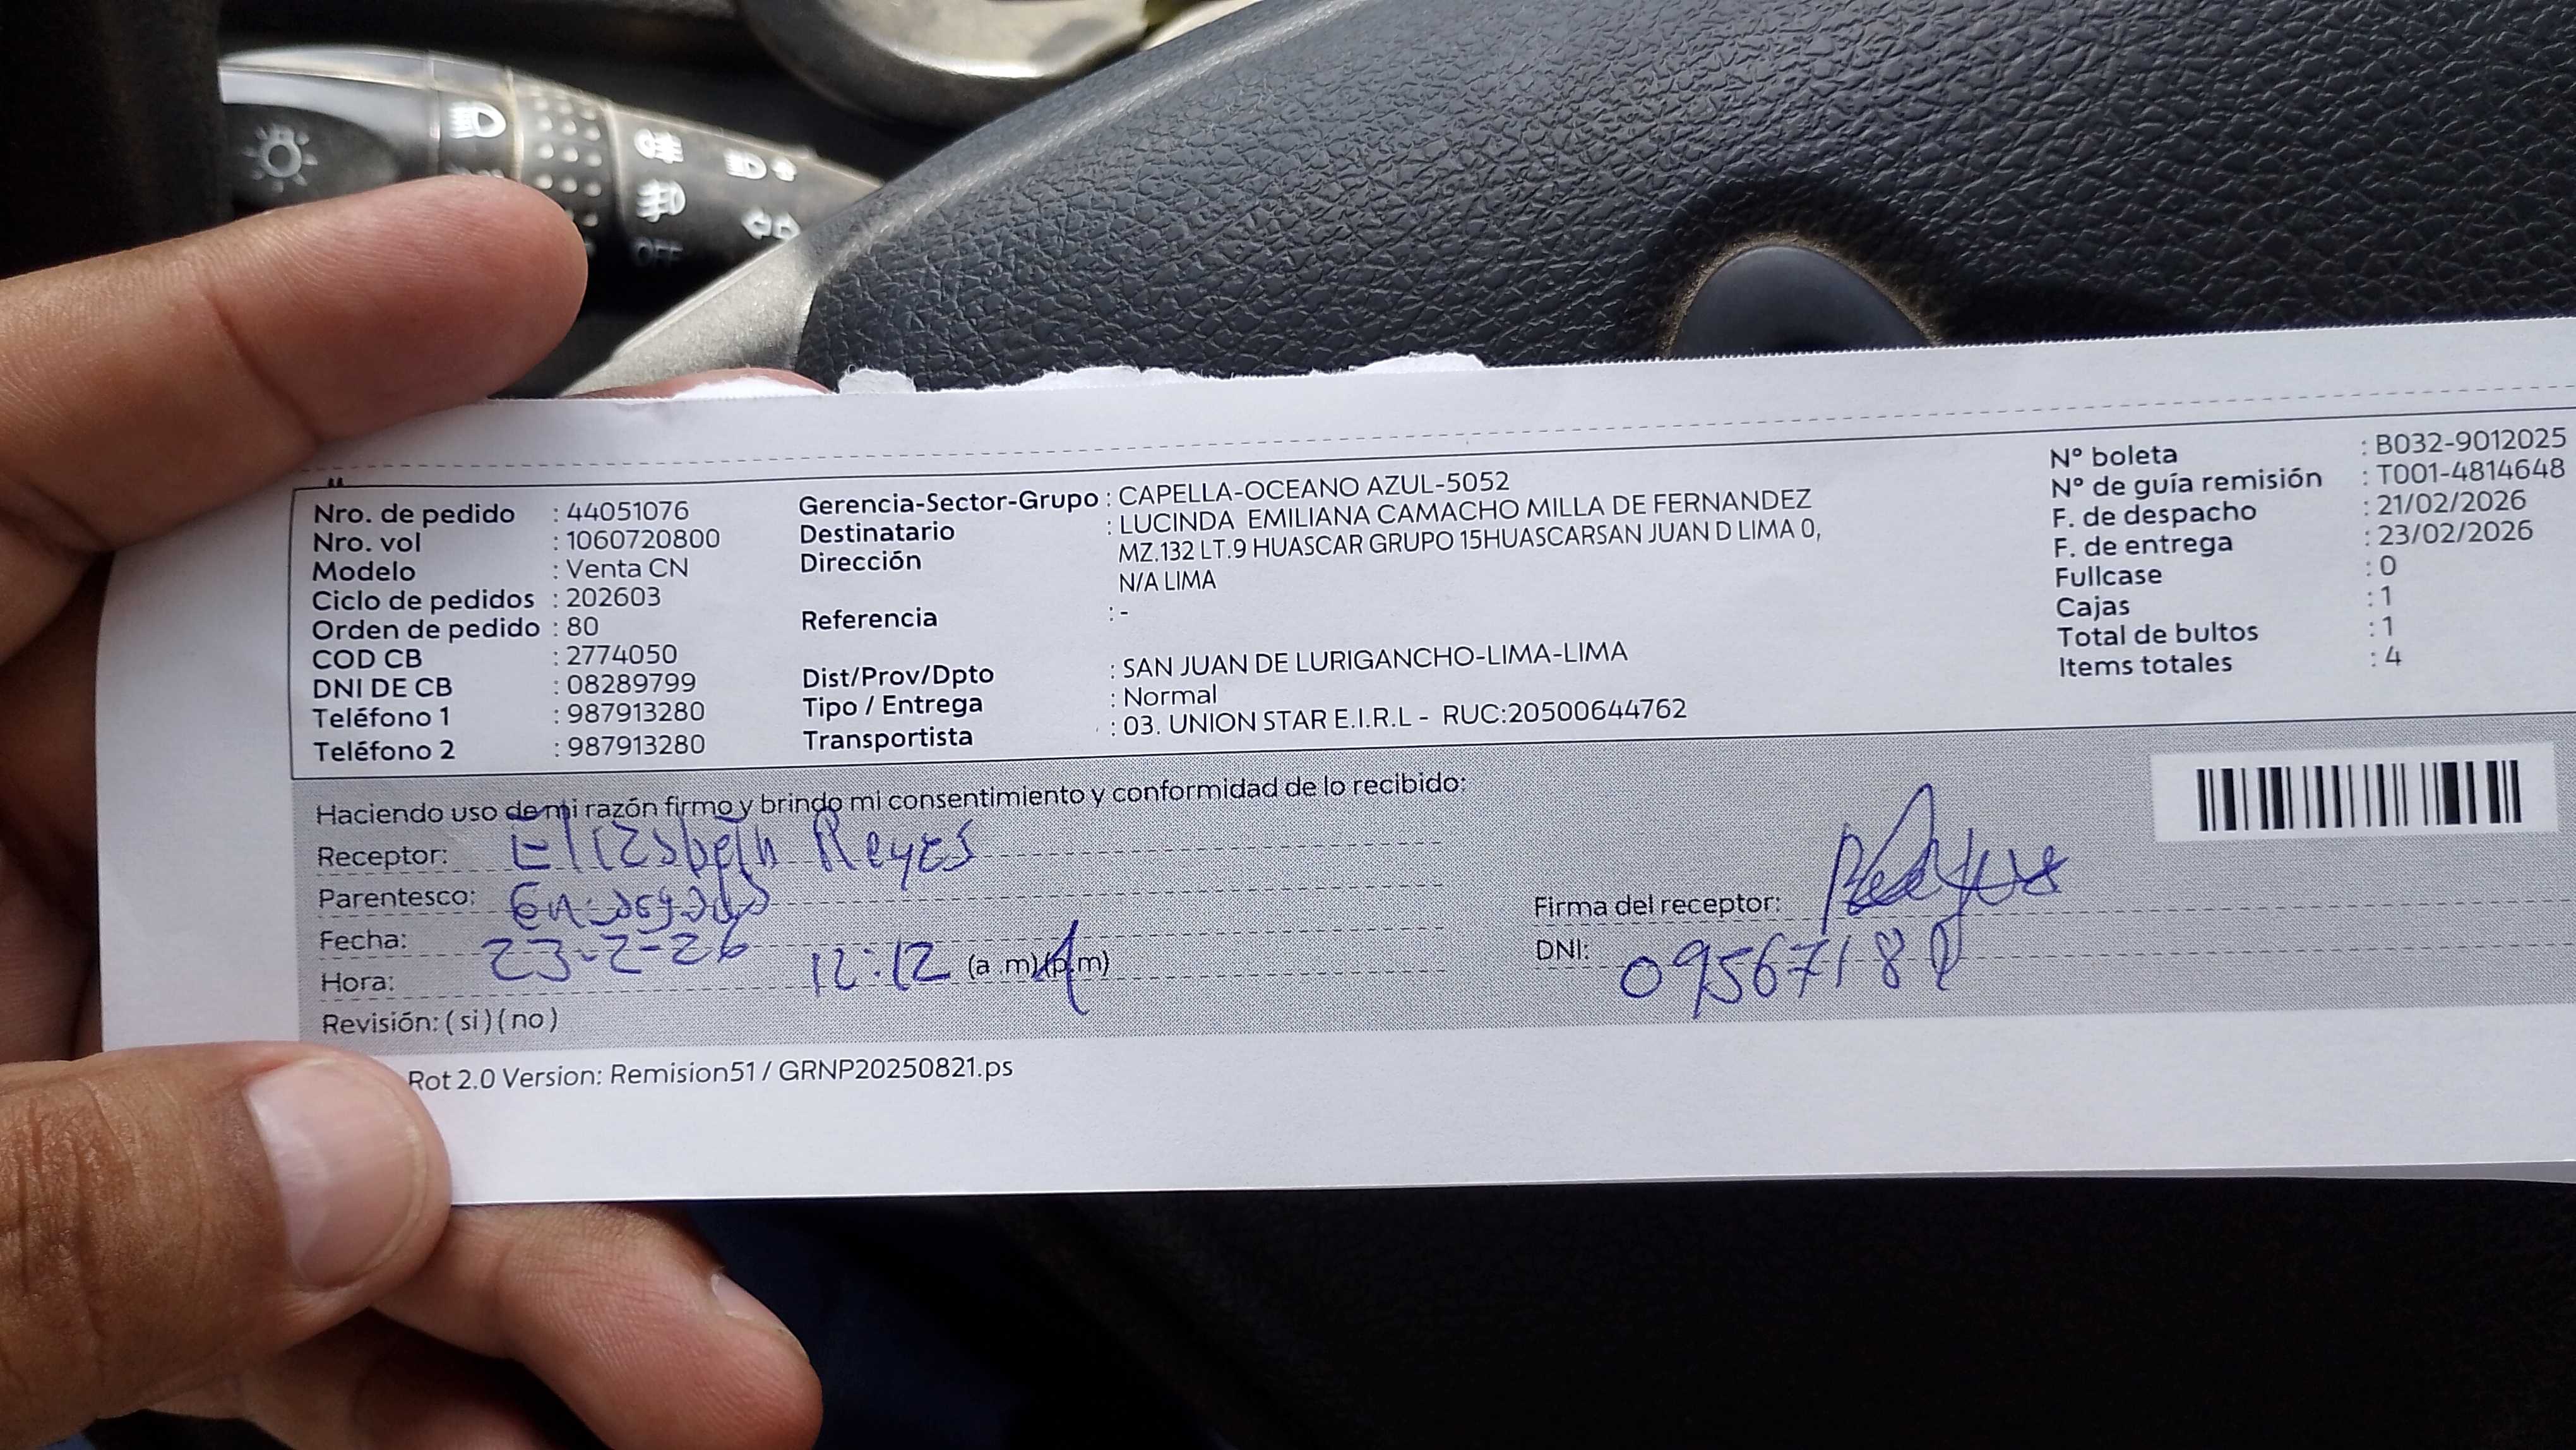 OFF
Nro. de pedido : 44051076
Nro. vol : 1060720800
Modelo : Venta CN
Ciclo de pedidos : 202603
Orden de pedido : 80
COD CB : 2774050
DNI DE CB : 08289799
Teléfono 1 : 987913280
Teléfono 2 : 987913280
Gerencia-Sector-Grupo : CAPELLA-OCEANO AZUL-5052
Destinatario : LUCINDA EMILIANA CAMACHO MILLA DE FERNANDEZ
Dirección MZ.132 LT.9 HUASCAR GRUPO 15HUASCARSAN JUAN D LIMA 0,
N/A LIMA
Referencia : -
Dist/Prov/Dpto : SAN JUAN DE LURIGANCHO-LIMA-LIMA
Tipo / Entrega : Normal
Transportista : 03. UNION STAR E.I.R.L - RUC:20500644762
N° boleta : B032-9012025
N° de guía remisión : T001-4814648
F. de despacho : 21/02/2026
F. de entrega : 23/02/2026
Fullcase : 0
Cajas : 1
Total de bultos : 1
Items totales : 4
Haciendo uso de mi razón firmo y brindo mi consentimiento y conformidad de lo recibido:
Receptor: Elizabeth Reyes
Parentesco: Encargada
Fecha: 23-2-26
Hora: 12:12 (a.m)(p.m)
Revisión: (si)(no)
Firma del receptor:
DNI: 0956718
Rot 2.0 Version: Remision51 / GRNP20250821.ps